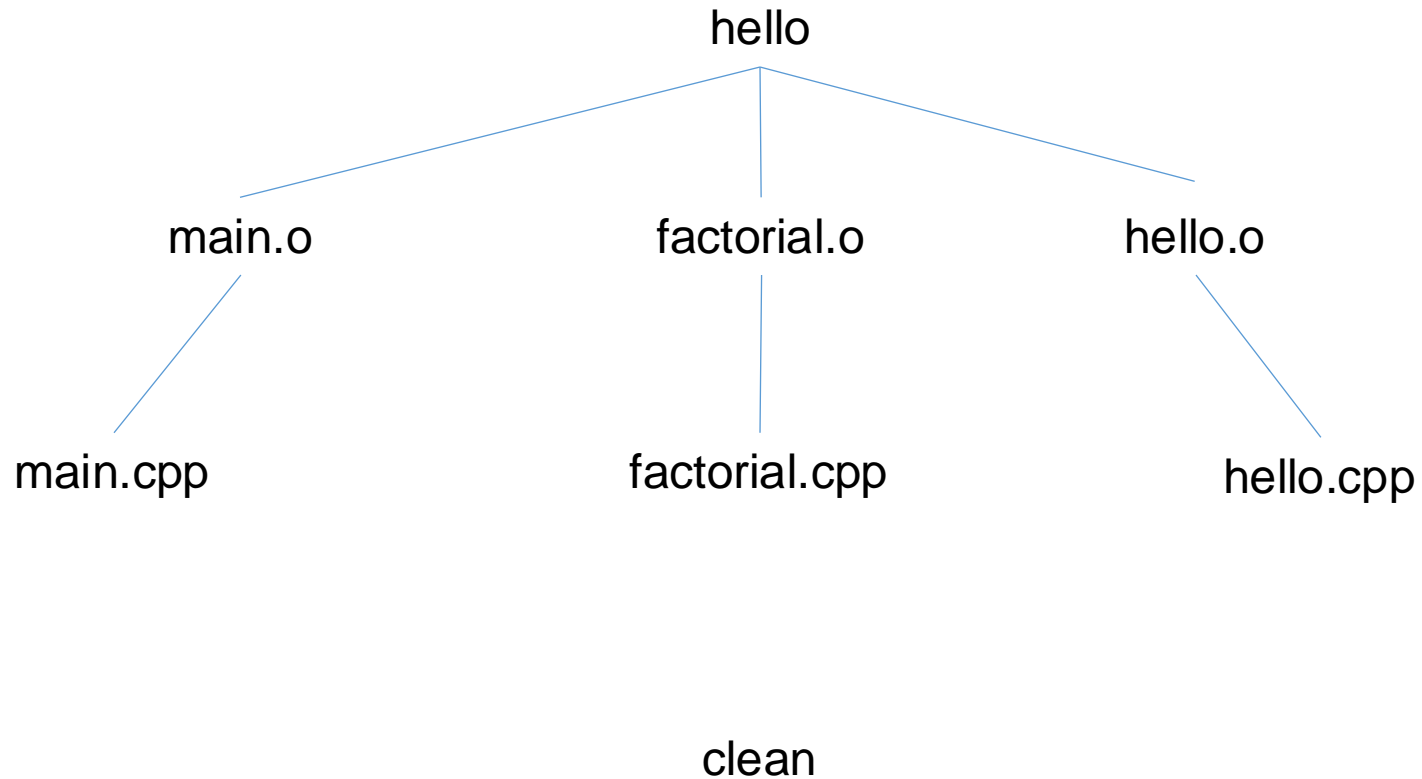 hello
main.o
factorial.o
hello.o
main.cpp
factorial.cpp
hello.cpp
clean